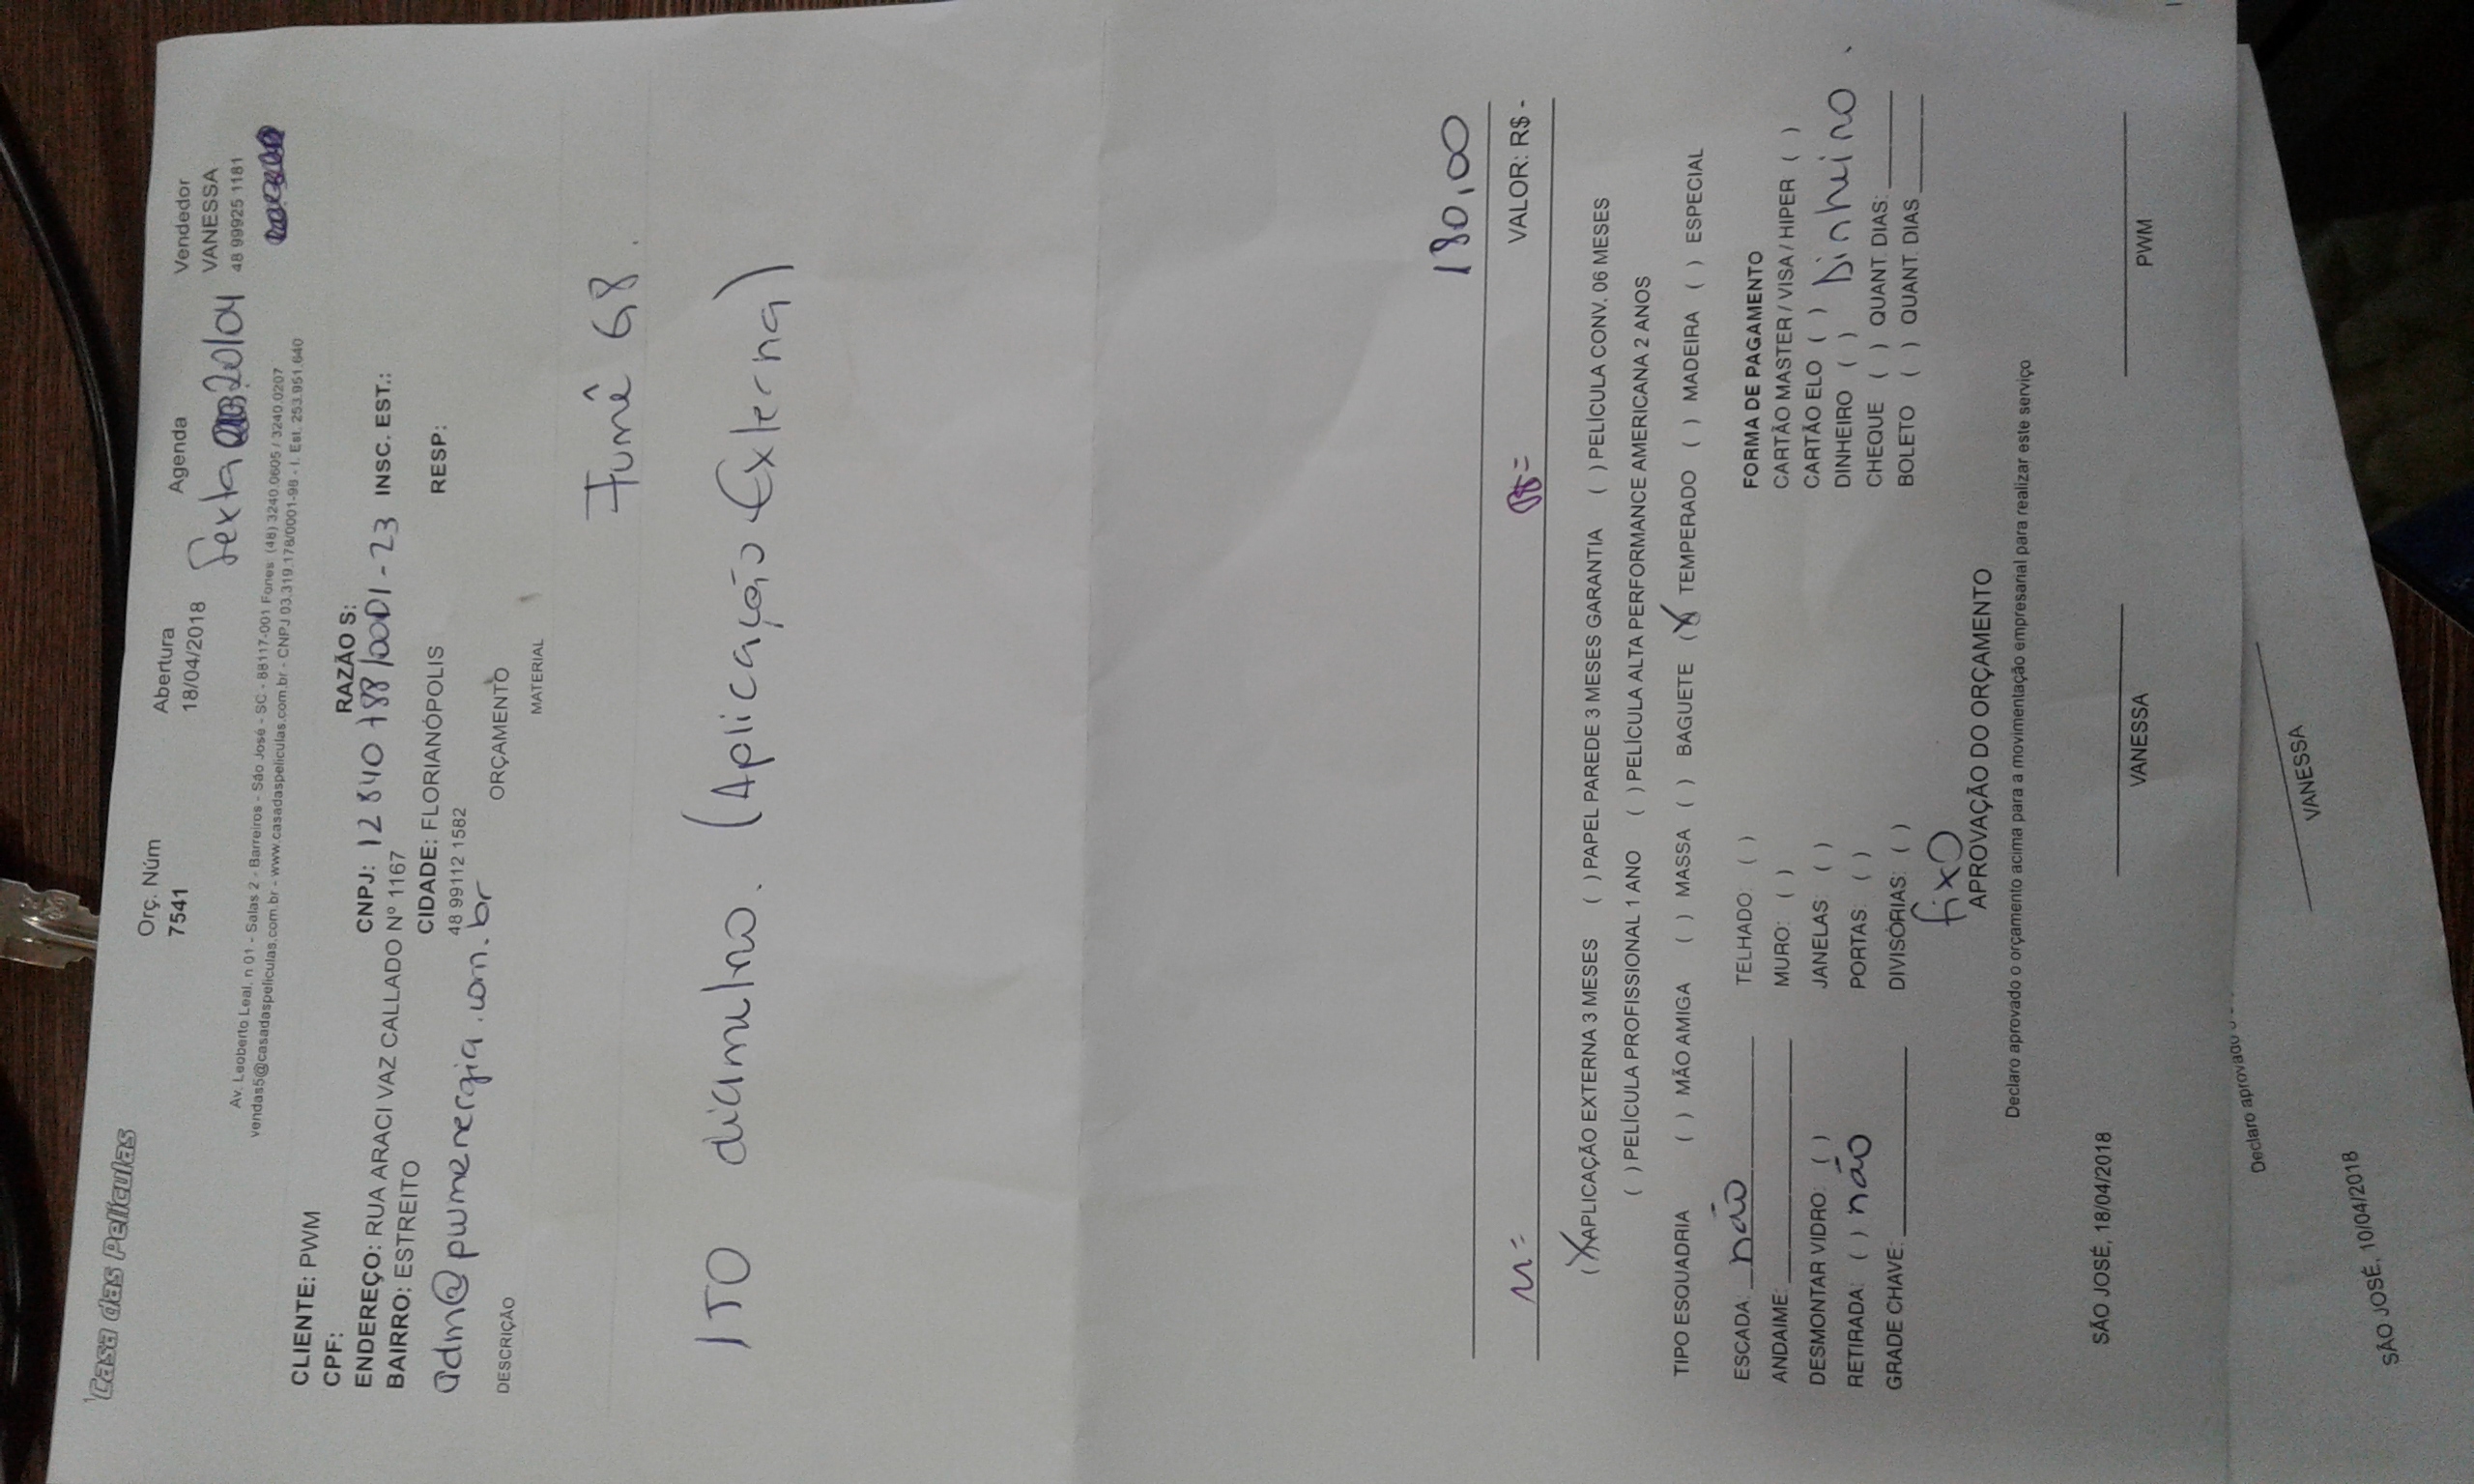 Casa das Películas
Orç. Núm Abertura Agenda Vendedor
7541 18/04/2018 Sexta 20/04 VANESSA
48 99925 1181
Av. Leoberto Leal, n 01 - Salas 2 - Barreiros - São José - SC - 88117-001 Fones (48) 3240.0605 / 3240.0207
vendas5@casadaspeliculas.com.br - www.casadaspeliculas.com.br - CNPJ 03.319.178/0001-98 - I. Est. 253.951.640
CLIENTE: PWM RAZÃO S:
CPF: CNPJ: 12 840 788/0001-23 INSC. EST.:
ENDEREÇO: RUA ARACI VAZ CALLADO Nº 1167
BAIRRO: ESTREITO CIDADE: FLORIANÓPOLIS RESP:
adm@pwmenergia.com.br 48 99112 1582
ORÇAMENTO
DESCRIÇÃO MATERIAL
Fumê G8.
diâmulno. (Aplicação Externa)
180,00
VALOR: R$ -
(X)APLICAÇÃO EXTERNA 3 MESES ( )PAPEL PAREDE 3 MESES GARANTIA ( )PELÍCULA CONV. 06 MESES
( )PELÍCULA PROFISSIONAL 1 ANO ( )PELÍCULA ALTA PERFORMANCE AMERICANA 2 ANOS
TIPO ESQUADRIA ( ) MÃO AMIGA ( ) MASSA ( ) BAGUETE (X) TEMPERADO ( ) MADEIRA ( ) ESPECIAL
ESCADA: não TELHADO: ( ) FORMA DE PAGAMENTO
ANDAIME: MURO: ( ) CARTÃO MASTER / VISA / HIPER ( )
DESMONTAR VIDRO: ( ) JANELAS: ( ) CARTÃO ELO ( )
RETIRADA: ( ) não PORTAS: ( ) DINHEIRO ( ) Dinheiro.
GRADE CHAVE: DIVISÓRIAS: ( ) CHEQUE ( ) QUANT. DIAS:
fixo BOLETO ( ) QUANT. DIAS
APROVAÇÃO DO ORÇAMENTO
Declaro aprovado o orçamento acima para a movimentação empresarial para realizar este serviço
SÃO JOSÉ, 18/04/2018
VANESSA PWM
Declaro aprovado
SÃO JOSÉ, 10/04/2018
VANESSA